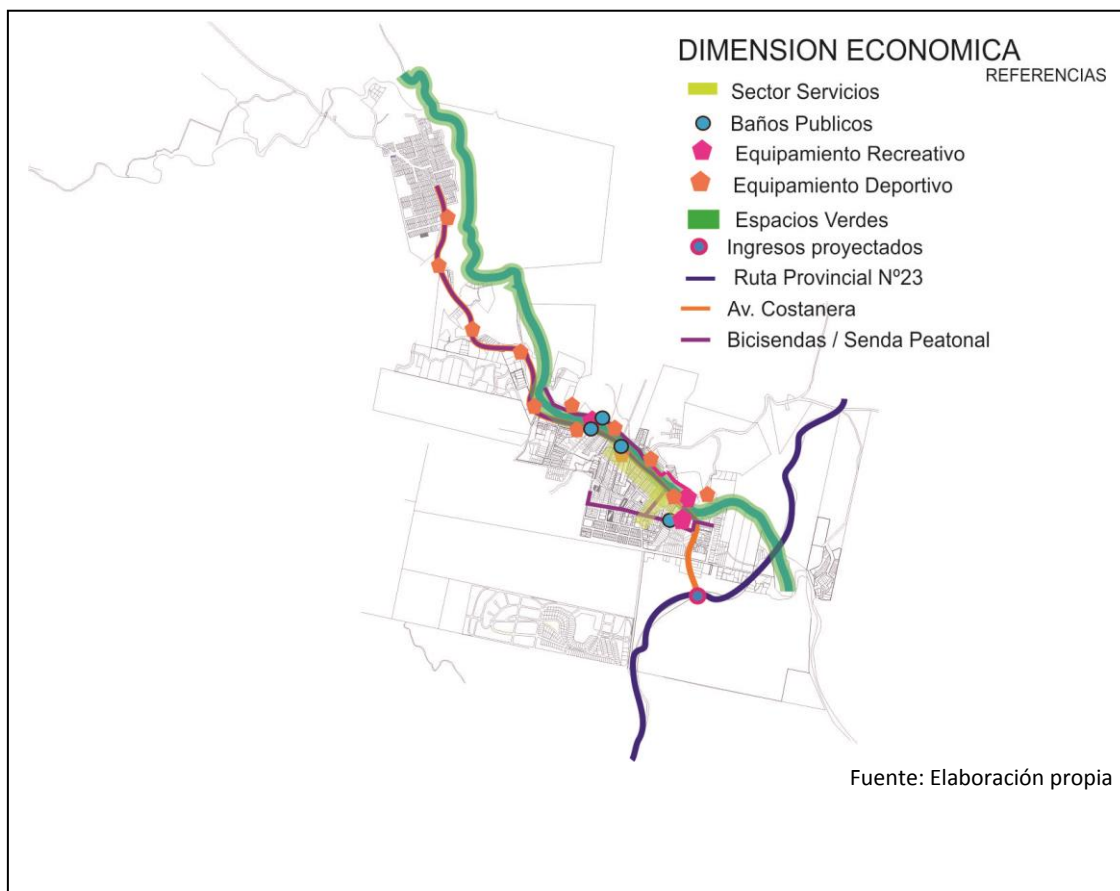 DIMENSION ECONOMICA
REFERENCIAS
Sector Servicios
Baños Publicos
Equipamiento Recreativo
Equipamiento Deportivo
Espacios Verdes
Ingresos proyectados
Ruta Provincial Nº23
Av. Costanera
Bicisendas / Senda Peatonal
Fuente: Elaboración propia